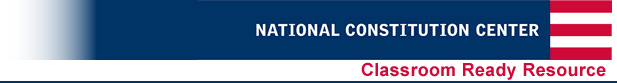 NATIONAL CONSTITUTION CENTER
Classroom Ready Resource